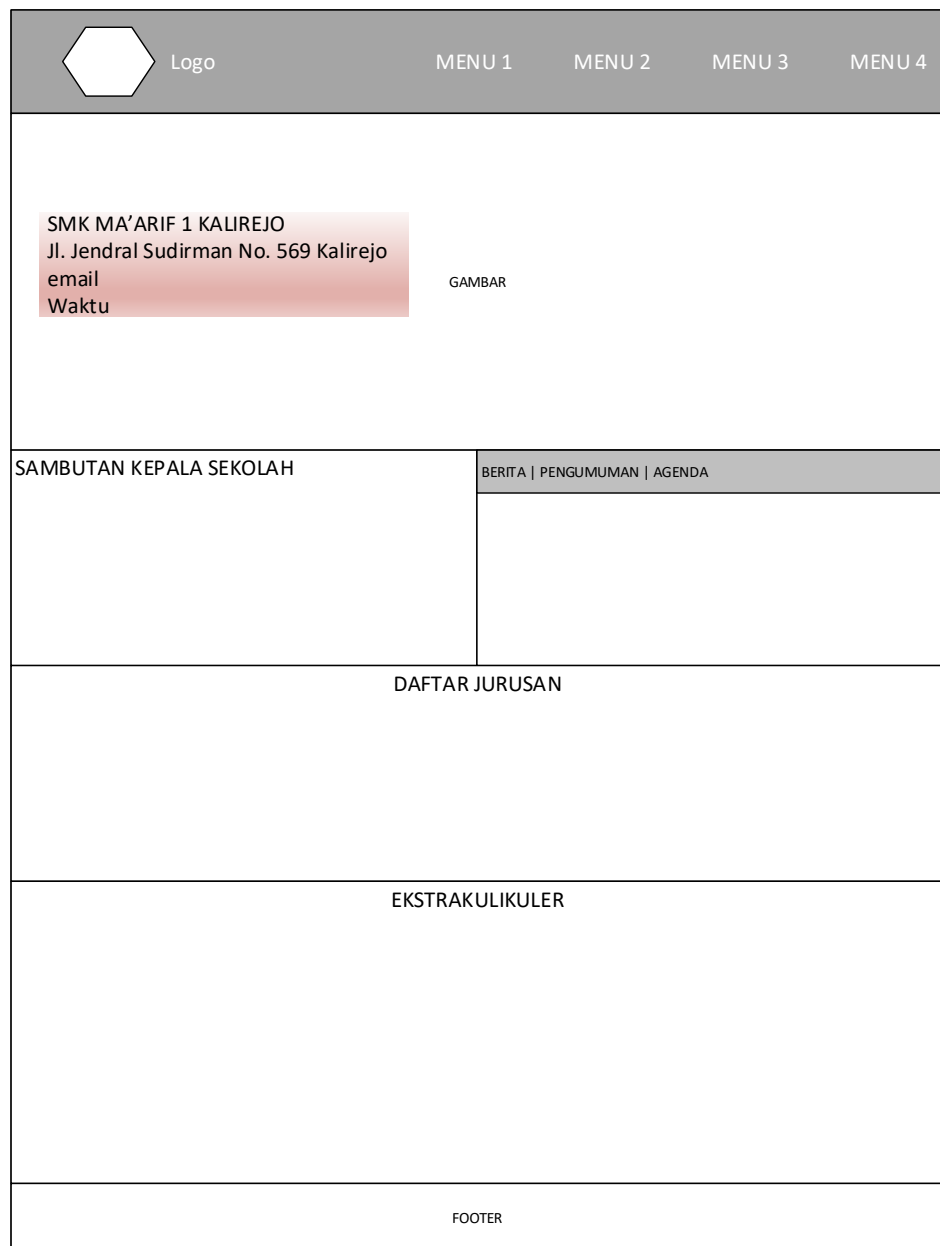 Logo
MENU 1 MENU 2 MENU 3 MENU 4
SMK MA’ARIF 1 KALIREJO
Jl. Jendral Sudirman No. 569 Kalirejo
email
Waktu
GAMBAR
SAMBUTAN KEPALA SEKOLAH
BERITA | PENGUMUMAN | AGENDA
DAFTAR JURUSAN
EKSTRAKULIKULER
FOOTER